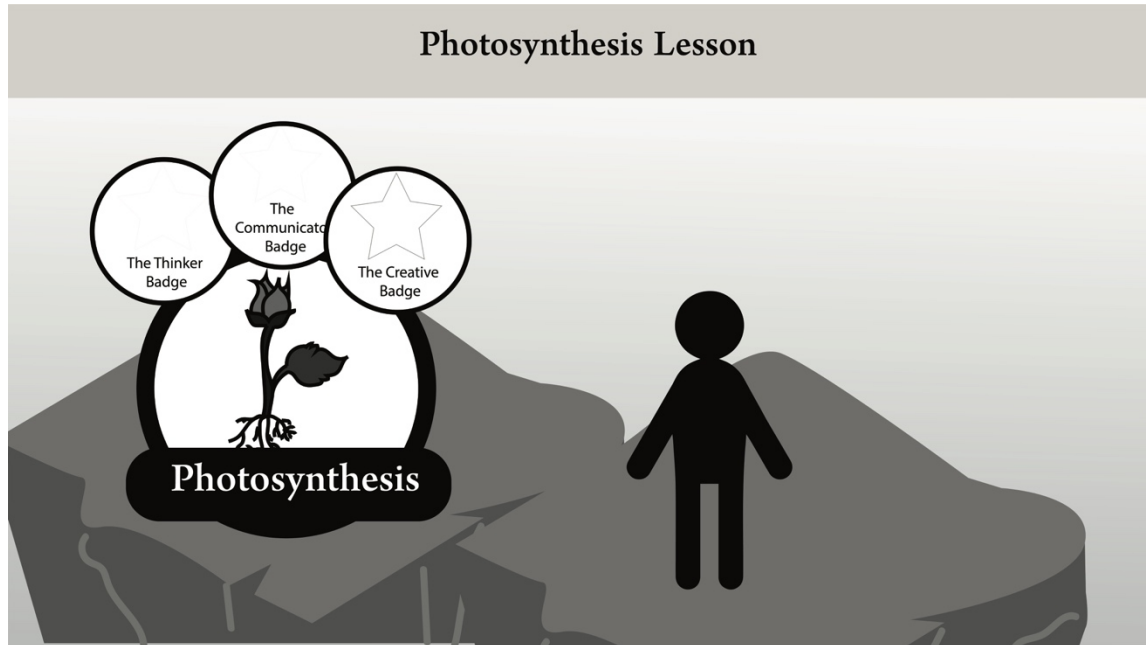 Photosynthesis Lesson
The Thinker
Badge
The
Communicato
Badge
The Creative
Badge
Photosynthesis